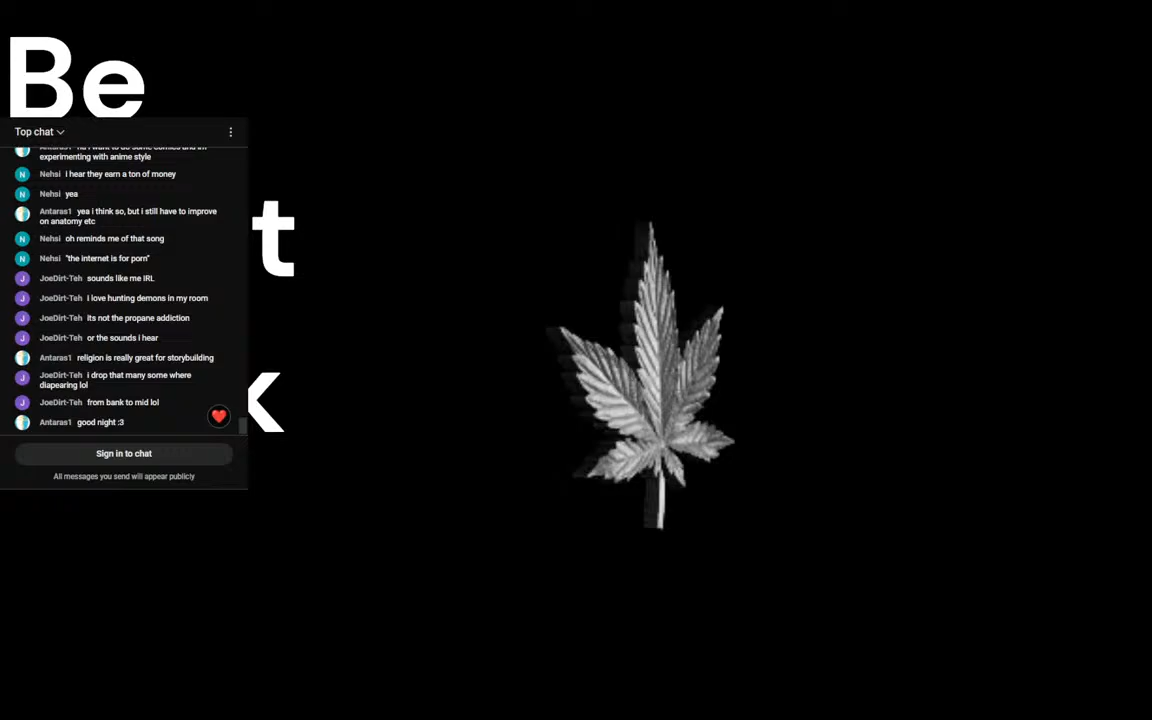 Be
Top chat
experimenting with anime style
Nehsi i hear they earn a ton of money
Nehsi yea
Antaras1 yea i think so, but i still have to improve
on anatomy etc
t
Nehsi oh reminds me of that song
Nehsi "the internet is for porn"
JoeDirt-Teh sounds like me IRL
JoeDirt-Teh i love hunting demons in my room
JoeDirt-Teh its not the propane addiction
JoeDirt-Teh or the sounds i hear
Antaras1 religion is really great for storybuilding
JoeDirt-Teh i drop that many some where
diapearing lol
JoeDirt-Teh from bank to mid lol
k
Antaras1 good night :3
Sign in to chat
All messages you send will appear publicly